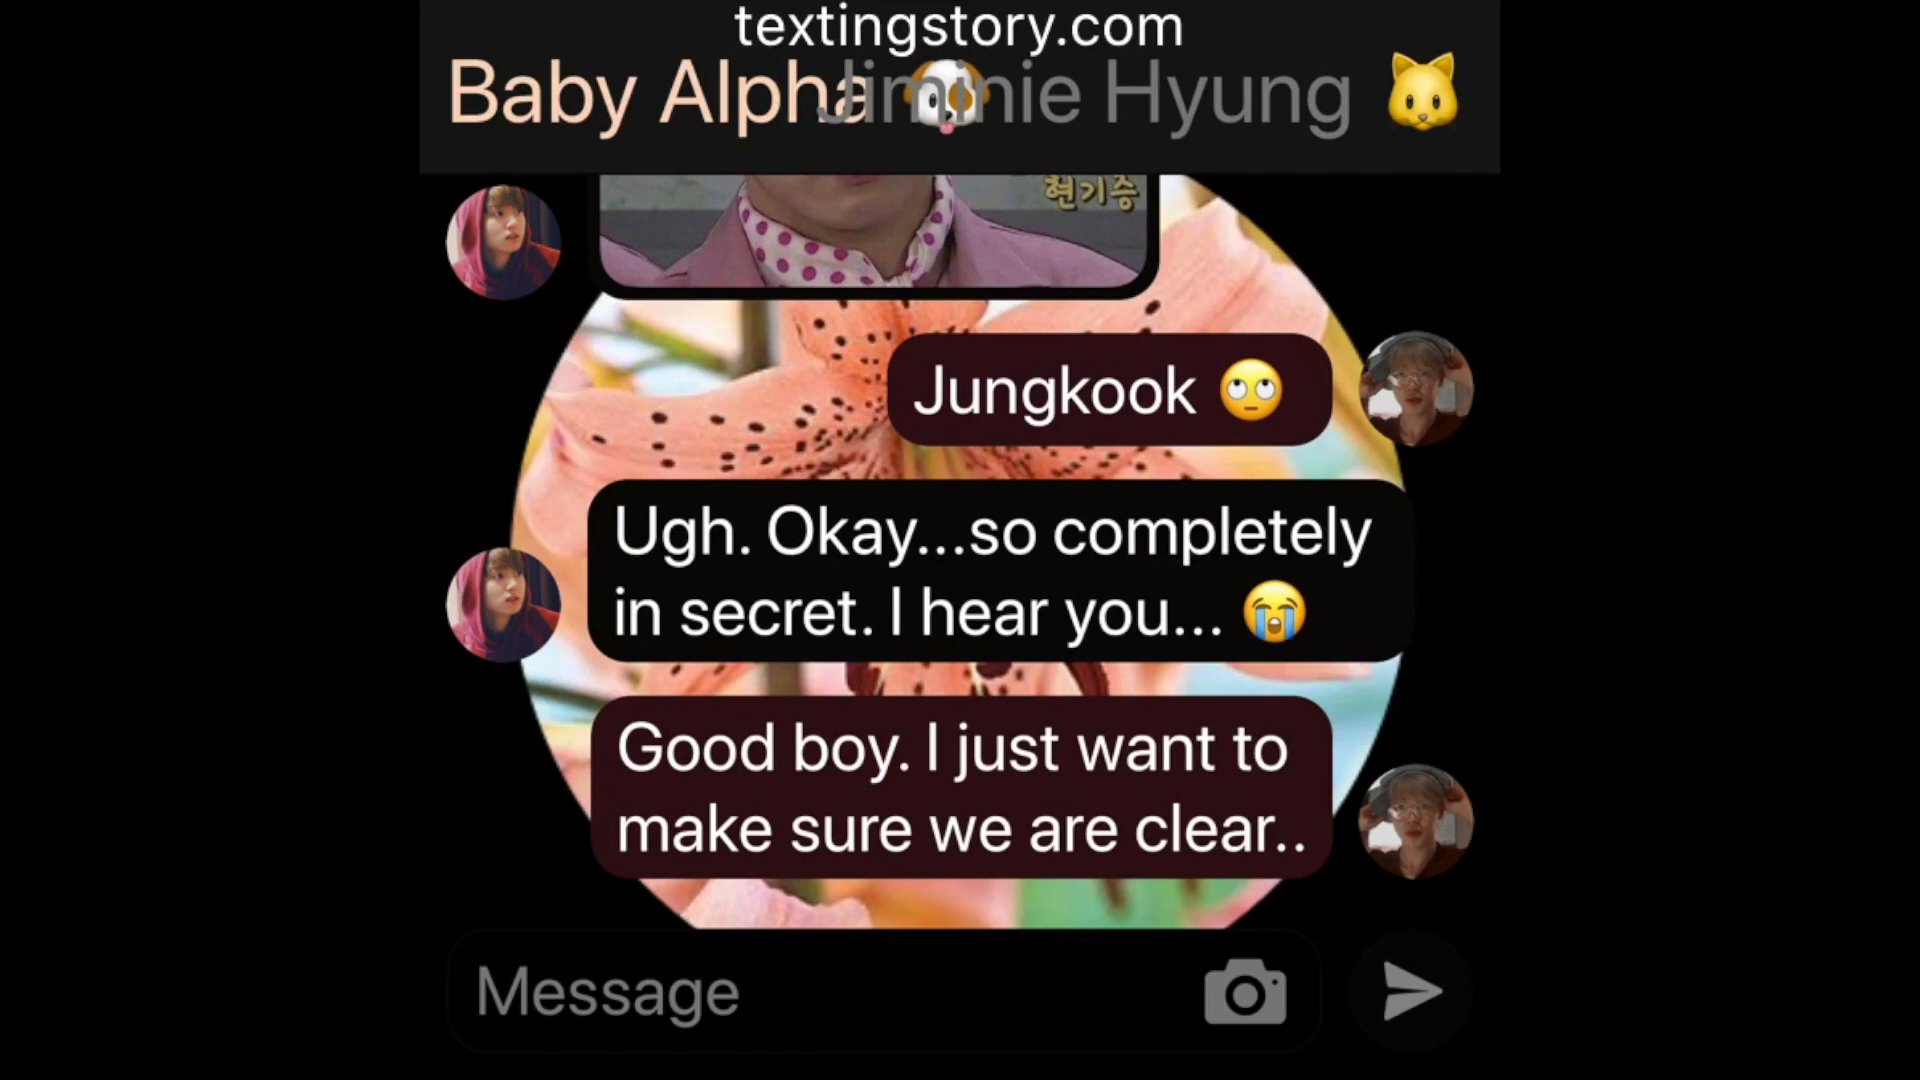 textingstory.com
Baby Alpha 🐶 Jiminie Hyung 🐱
현기증
Jungkook 🙄
Ugh. Okay...so completely
in secret. I hear you... 😭
Good boy. I just want to
make sure we are clear..
Message